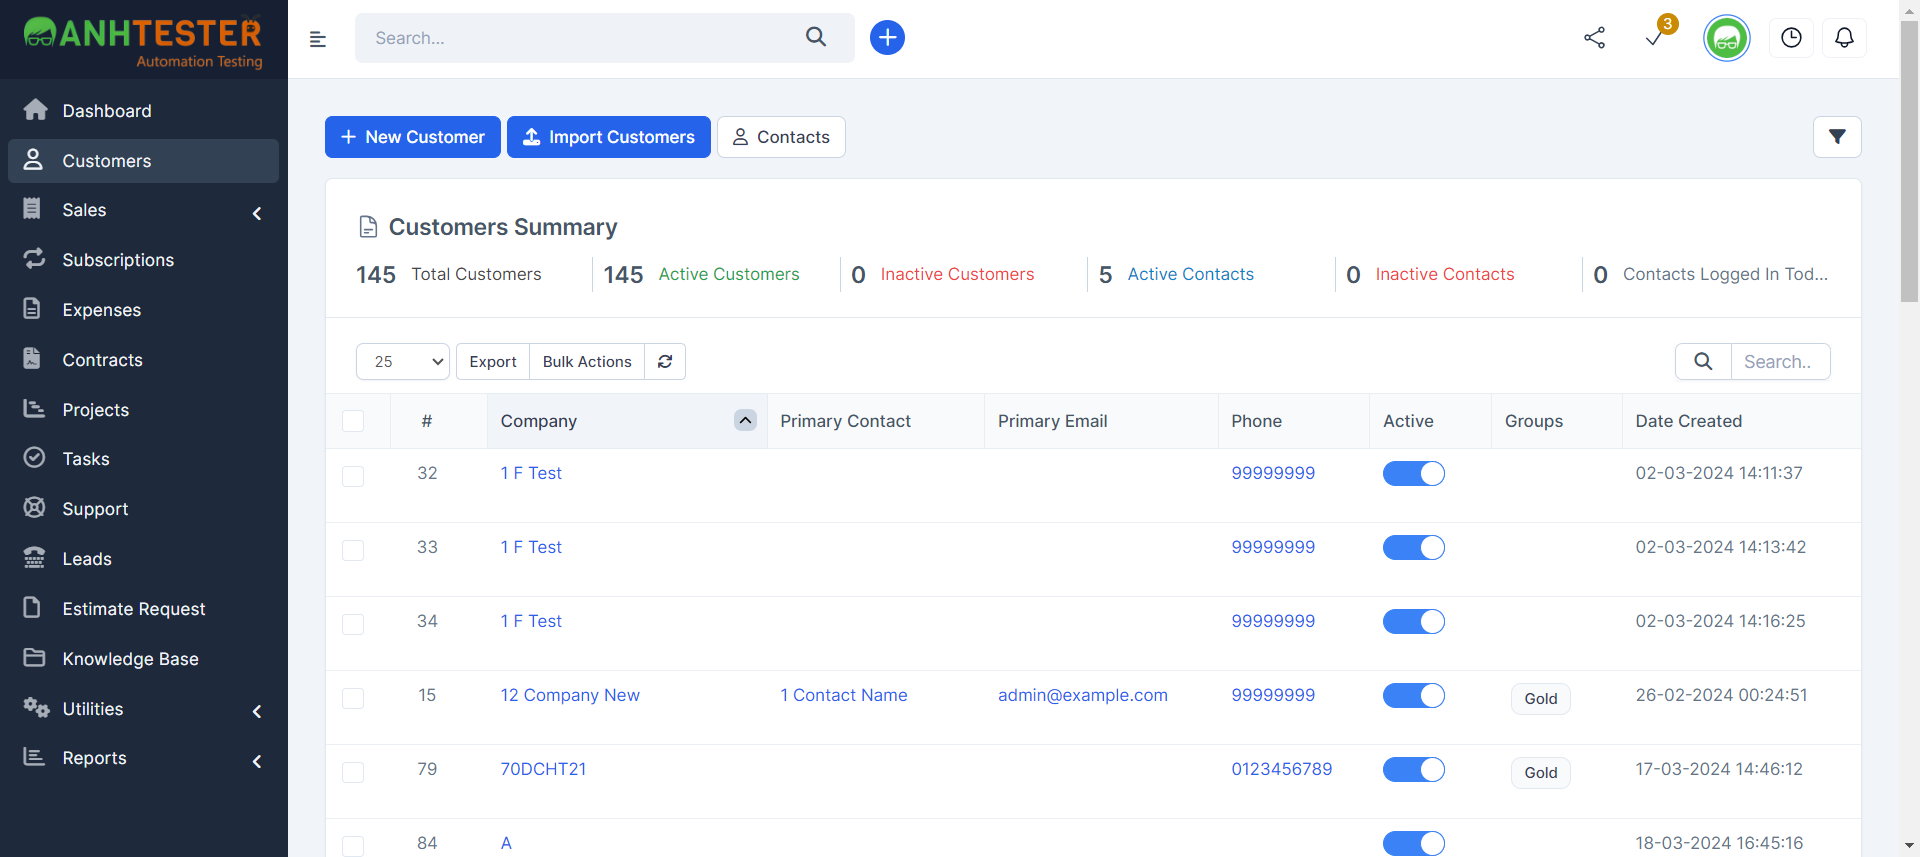 ANHTESTER
Automation Testing
Search...
3
Dashboard
Customers
Sales
Subscriptions
Expenses
Contracts
Projects
Tasks
Support
Leads
Estimate Request
Knowledge Base
Utilities
Reports
New Customer
Import Customers
Contacts
Customers Summary
145 Total Customers
145 Active Customers
0 Inactive Customers
5 Active Contacts
0 Inactive Contacts
0 Contacts Logged In Tod...
25
Export
Bulk Actions
Search..
# Company Primary Contact Primary Email Phone Active Groups Date Created
32 1 F Test 99999999 02-03-2024 14:11:37
33 1 F Test 99999999 02-03-2024 14:13:42
34 1 F Test 99999999 02-03-2024 14:16:25
15 12 Company New 1 Contact Name admin@example.com 99999999 Gold 26-02-2024 00:24:51
79 70DCHT21 0123456789 Gold 17-03-2024 14:46:12
84 A 18-03-2024 16:45:16